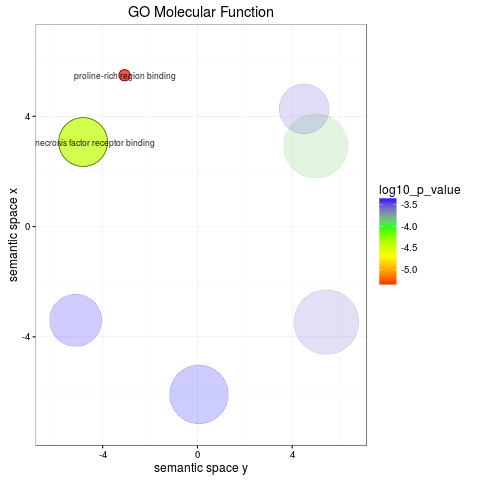 GO Molecular Function
proline-rich region binding
necrosis factor receptor binding
4
0
-4
semantic space x
-4
0
4
semantic space y
log10_p_value
-3.5
-4.0
-4.5
-5.0